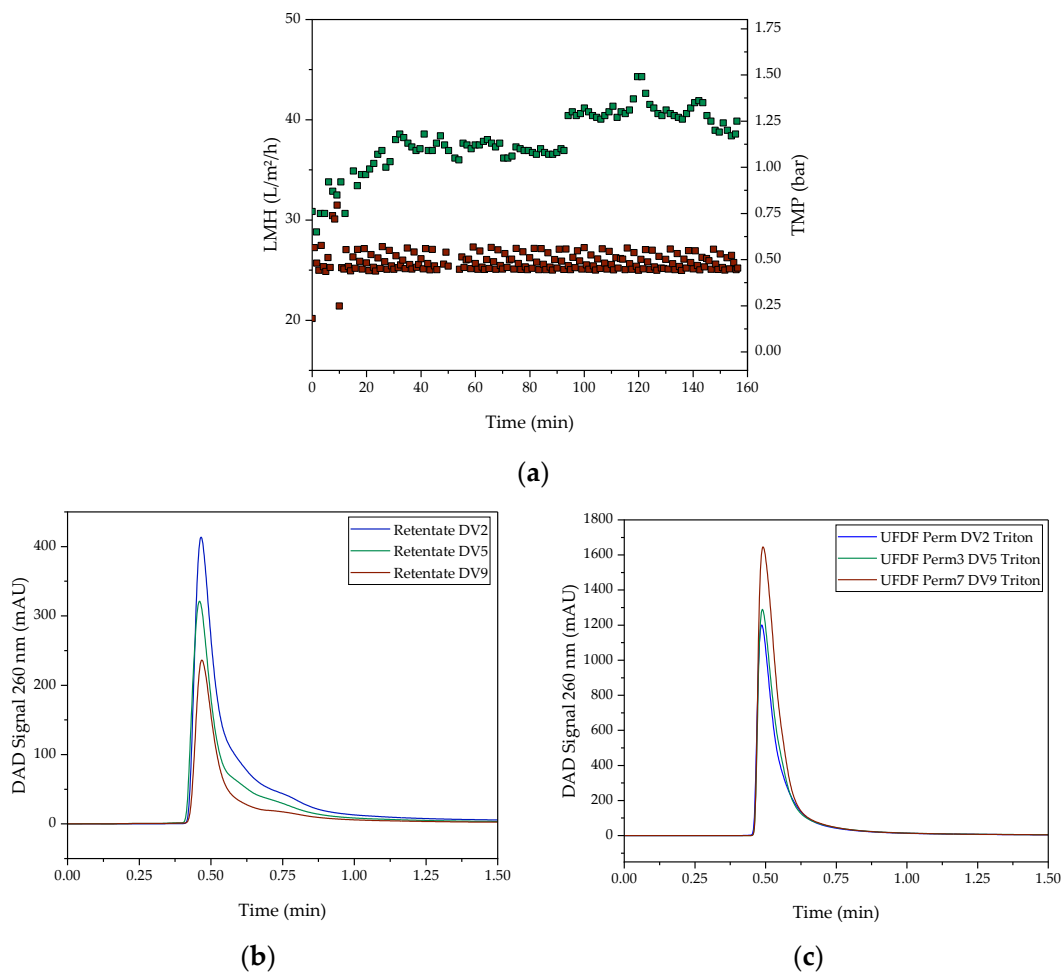 50
40
30
20
LMH (L/m²/h)
1.75
1.50
1.25
1.00
0.75
0.50
0.25
0.00
TMP (bar)
0 20 40 60 80 100 120 140 160
Time (min)
(a)
400
300
200
100
0
DAD Signal 260 nm (mAU)
Retentate DV2
Retentate DV5
Retentate DV9
0.00 0.25 0.50 0.75 1.00 1.25 1.50
Time (min)
(b)
1800
1600
1400
1200
1000
800
600
400
200
0
DAD Signal 260 nm (mAU)
UFDF Perm DV2 Triton
UFDF Perm3 DV5 Triton
UFDF Perm7 DV9 Triton
0.00 0.25 0.50 0.75 1.00 1.25 1.50
Time (min)
(c)